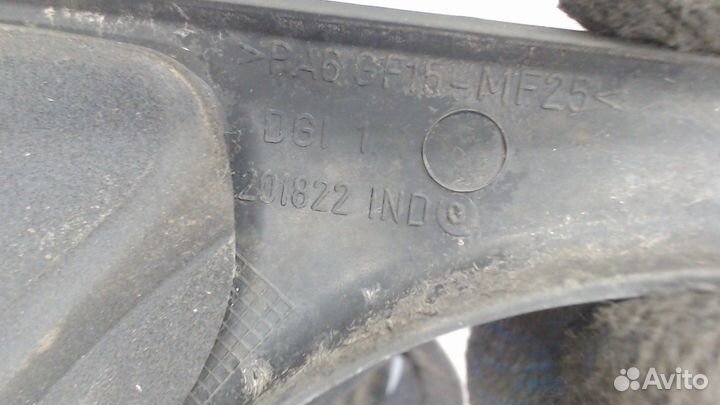 >PA6 GF15-MF25<
DGI 1
201822 IND
Avito